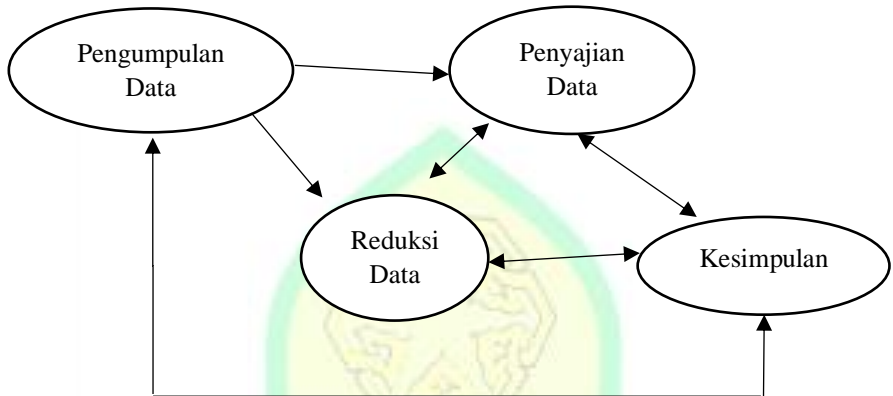 Pengumpulan
Data
Penyajian
Data
Reduksi
Data
Kesimpulan